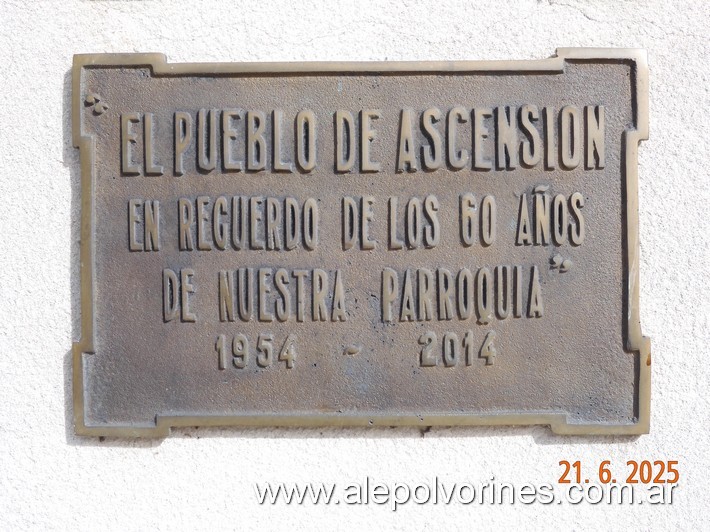 "EL PUEBLO DE ASCENSION
EN RECUERDO DE LOS 60 AÑOS
DE NUESTRA PARROQUIA"
1954 - 2014
21. 6. 2025
www.alepolvorines.com.ar